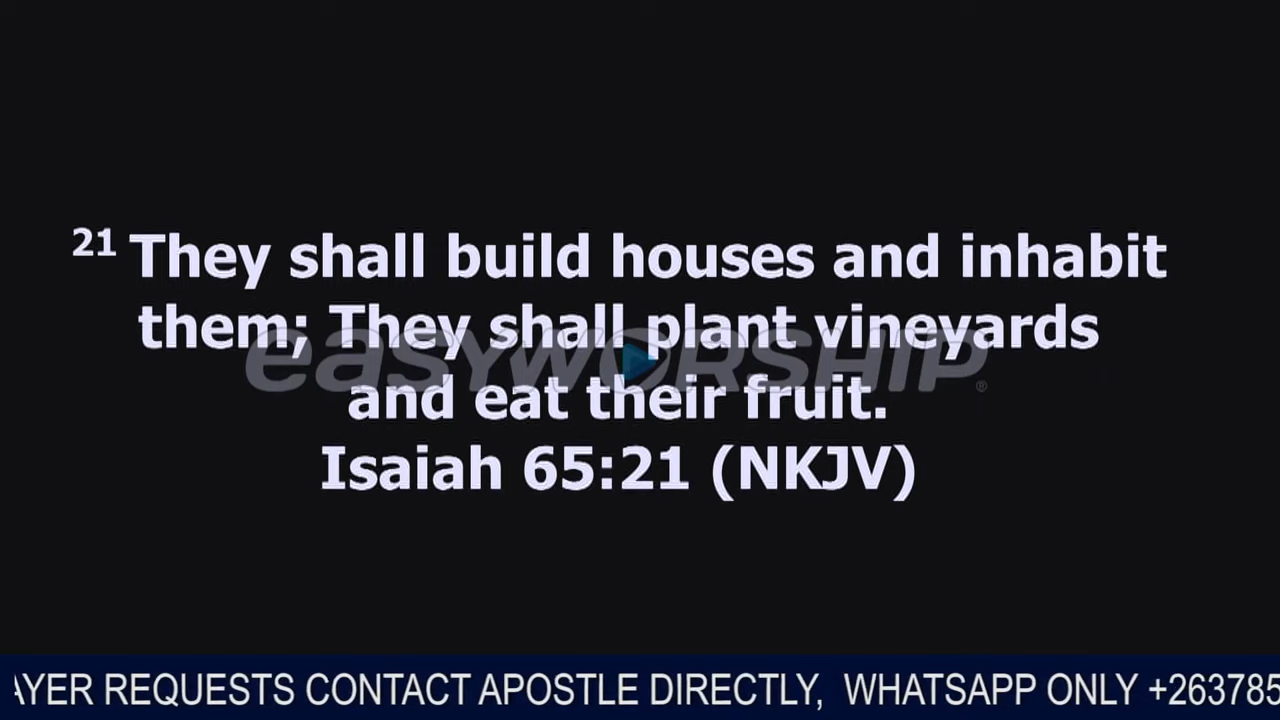 21 They shall build houses and inhabit
them; They shall plant vineyards
easyworship®
and eat their fruit.
Isaiah 65:21 (NKJV)
AYER REQUESTS CONTACT APOSTLE DIRECTLY, WHATSAPP ONLY +263785